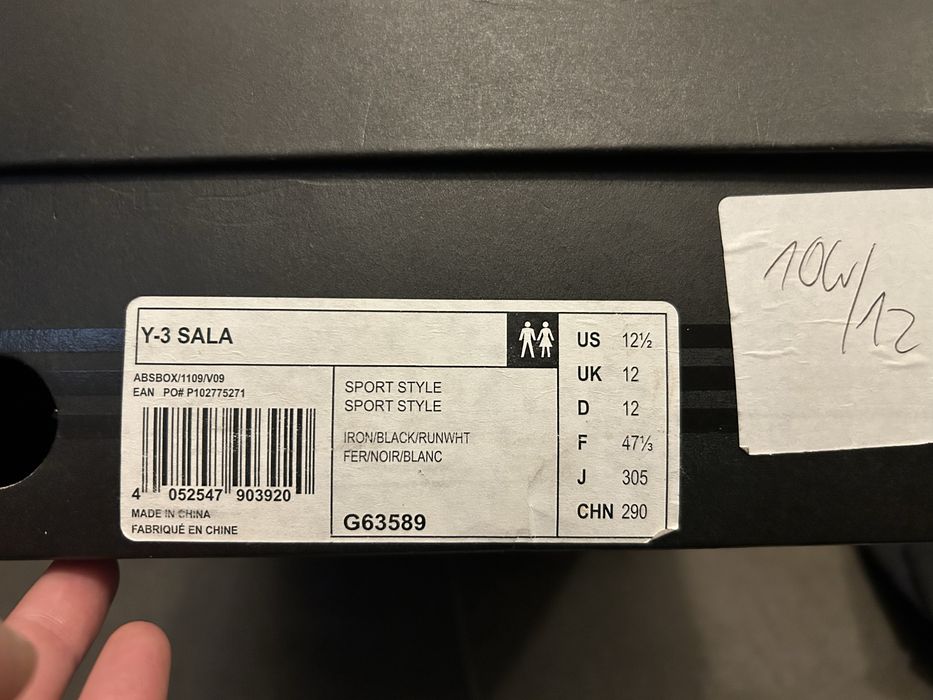 Y-3 SALA
ABSBOX/1109/V09
EAN PO# P102775271
4 052547 903920
MADE IN CHINA
FABRIQUÉ EN CHINE
SPORT STYLE
SPORT STYLE
IRON/BLACK/RUNWHT
FER/NOIR/BLANC
G63589
US 12½
UK 12
D 12
F 47⅓
J 305
CHN 290
/12